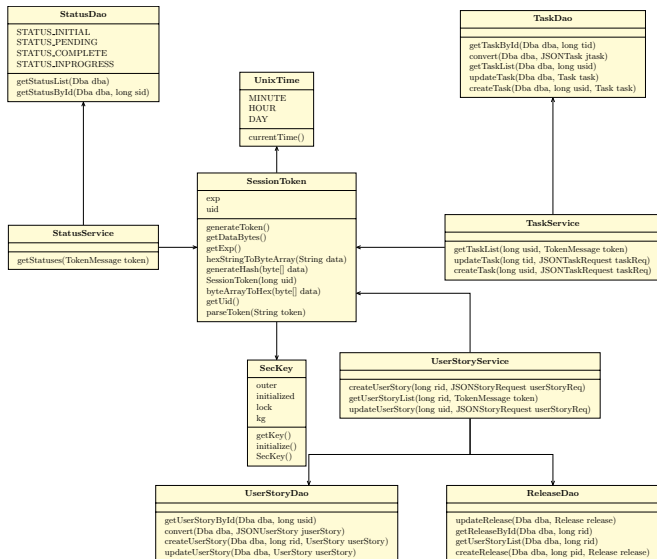 StatusDao
STATUS_INITIAL
STATUS_PENDING
STATUS_COMPLETE
STATUS_INPROGRESS
getStatusList(Dba dba)
getStatusById(Dba dba, long sid)
TaskDao
getTaskById(Dba dba, long tid)
convert(Dba dba, JSONTask jtask)
getTaskList(Dba dba, long usid)
updateTask(Dba dba, Task task)
createTask(Dba dba, long usid, Task task)
UnixTime
MINUTE
HOUR
DAY
currentTime()
SessionToken
exp
uid
generateToken()
getDataBytes()
getExp()
hexStringToByteArray(String data)
generateHash(byte[] data)
SessionToken(long uid)
byteArrayToHex(byte[] data)
getUid()
parseToken(String token)
StatusService
getStatuses(TokenMessage token)
TaskService
getTaskList(long usid, TokenMessage token)
updateTask(long tid, JSONTaskRequest taskReq)
createTask(long usid, JSONTaskRequest taskReq)
SecKey
outer
initialized
lock
kg
getKey()
initialize()
SecKey()
UserStoryService
createUserStory(long rid, JSONStoryRequest userStoryReq)
getUserStoryList(long rid, TokenMessage token)
updateUserStory(long uid, JSONStoryRequest userStoryReq)
UserStoryDao
getUserStoryById(Dba dba, long usid)
convert(Dba dba, JSONUserStory juserStory)
createUserStory(Dba dba, long rid, UserStory userStory)
updateUserStory(Dba dba, UserStory userStory)
ReleaseDao
updateRelease(Dba dba, Release release)
getReleaseById(Dba dba, long rid)
getUserStoryList(Dba dba, long rid)
createRelease(Dba dba, long pid, Release release)